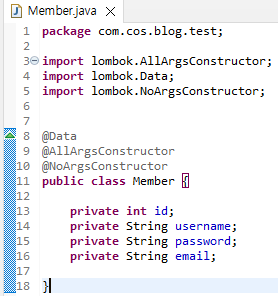 Member.java
1 package com.cos.blog.test;
2
3 import lombok.AllArgsConstructor;
4 import lombok.Data;
5 import lombok.NoArgsConstructor;
6
7
8 @Data
9 @AllArgsConstructor
10 @NoArgsConstructor
11 public class Member {
12
13 private int id;
14 private String username;
15 private String password;
16 private String email;
17
18 }